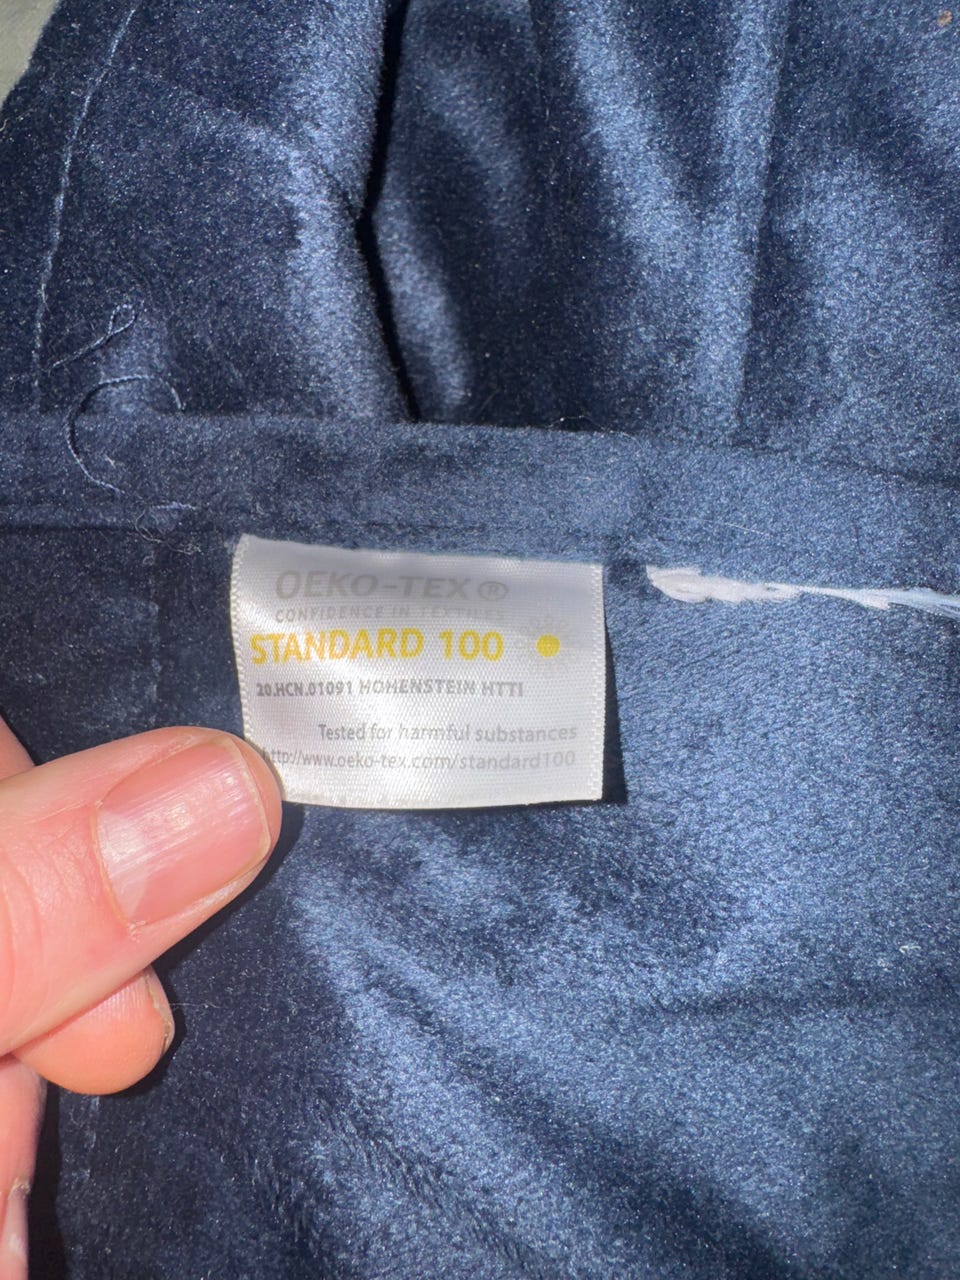 OEKO-TEX®
CONFIDENCE IN TEXTILES
STANDARD 100
20.HCN.01091 HOHENSTEIN HTTI
Tested for harmful substances
http://www.oeko-tex.com/standard100